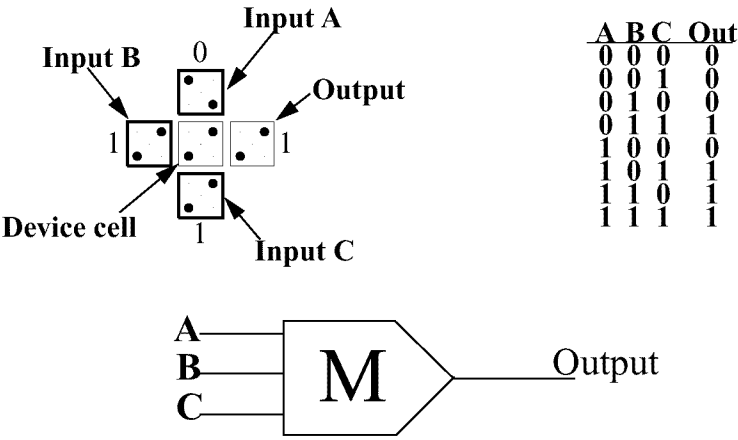 Input A
Input B
0
Output
1
1
Device cell
1
Input C
A B C Out
0 0 0 0
0 0 1 0
0 1 0 0
0 1 1 1
1 0 0 0
1 0 1 1
1 1 0 1
1 1 1 1
A
B
C
M
Output